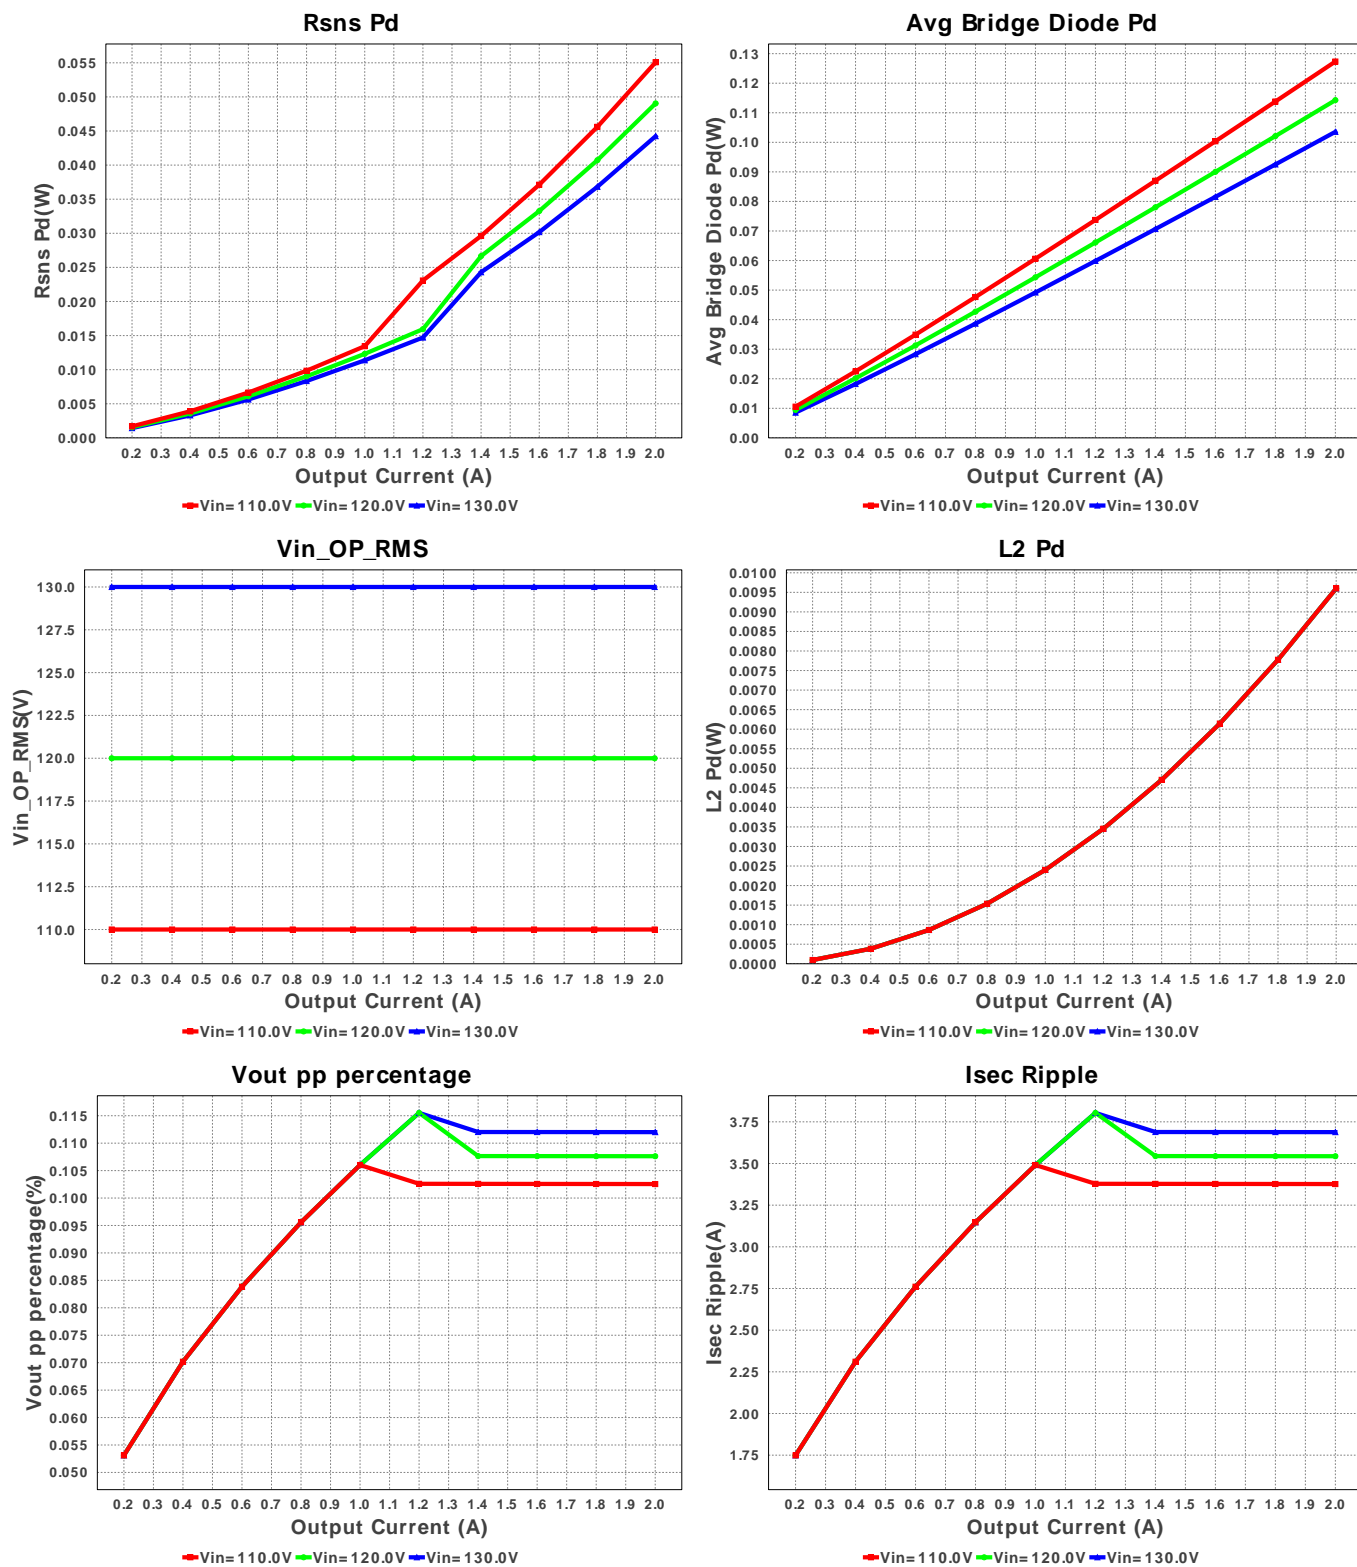 Rsns Pd
Rsns Pd(W)
0.055
0.050
0.045
0.040
0.035
0.030
0.025
0.020
0.015
0.010
0.005
0.000
0.2 0.3 0.4 0.5 0.6 0.7 0.8 0.9 1.0 1.1 1.2 1.3 1.4 1.5 1.6 1.7 1.8 1.9 2.0
Output Current (A)
Vin=110.0V Vin=120.0V Vin=130.0V
Avg Bridge Diode Pd
Avg Bridge Diode Pd(W)
0.13
0.12
0.11
0.10
0.09
0.08
0.07
0.06
0.05
0.04
0.03
0.02
0.01
0.00
0.2 0.3 0.4 0.5 0.6 0.7 0.8 0.9 1.0 1.1 1.2 1.3 1.4 1.5 1.6 1.7 1.8 1.9 2.0
Output Current (A)
Vin=110.0V Vin=120.0V Vin=130.0V
Vin_OP_RMS
Vin_OP_RMS(V)
130.0
127.5
125.0
122.5
120.0
117.5
115.0
112.5
110.0
0.2 0.3 0.4 0.5 0.6 0.7 0.8 0.9 1.0 1.1 1.2 1.3 1.4 1.5 1.6 1.7 1.8 1.9 2.0
Output Current (A)
Vin=110.0V Vin=120.0V Vin=130.0V
L2 Pd
L2 Pd(W)
0.0100
0.0095
0.0090
0.0085
0.0080
0.0075
0.0070
0.0065
0.0060
0.0055
0.0050
0.0045
0.0040
0.0035
0.0030
0.0025
0.0020
0.0015
0.0010
0.0005
0.0000
0.2 0.3 0.4 0.5 0.6 0.7 0.8 0.9 1.0 1.1 1.2 1.3 1.4 1.5 1.6 1.7 1.8 1.9 2.0
Output Current (A)
Vin=110.0V Vin=120.0V Vin=130.0V
Vout pp percentage
Vout pp percentage(%)
0.115
0.110
0.105
0.100
0.095
0.090
0.085
0.080
0.075
0.070
0.065
0.060
0.055
0.050
0.2 0.3 0.4 0.5 0.6 0.7 0.8 0.9 1.0 1.1 1.2 1.3 1.4 1.5 1.6 1.7 1.8 1.9 2.0
Output Current (A)
Vin=110.0V Vin=120.0V Vin=130.0V
Isec Ripple
Isec Ripple(A)
3.75
3.50
3.25
3.00
2.75
2.50
2.25
2.00
1.75
0.2 0.3 0.4 0.5 0.6 0.7 0.8 0.9 1.0 1.1 1.2 1.3 1.4 1.5 1.6 1.7 1.8 1.9 2.0
Output Current (A)
Vin=110.0V Vin=120.0V Vin=130.0V